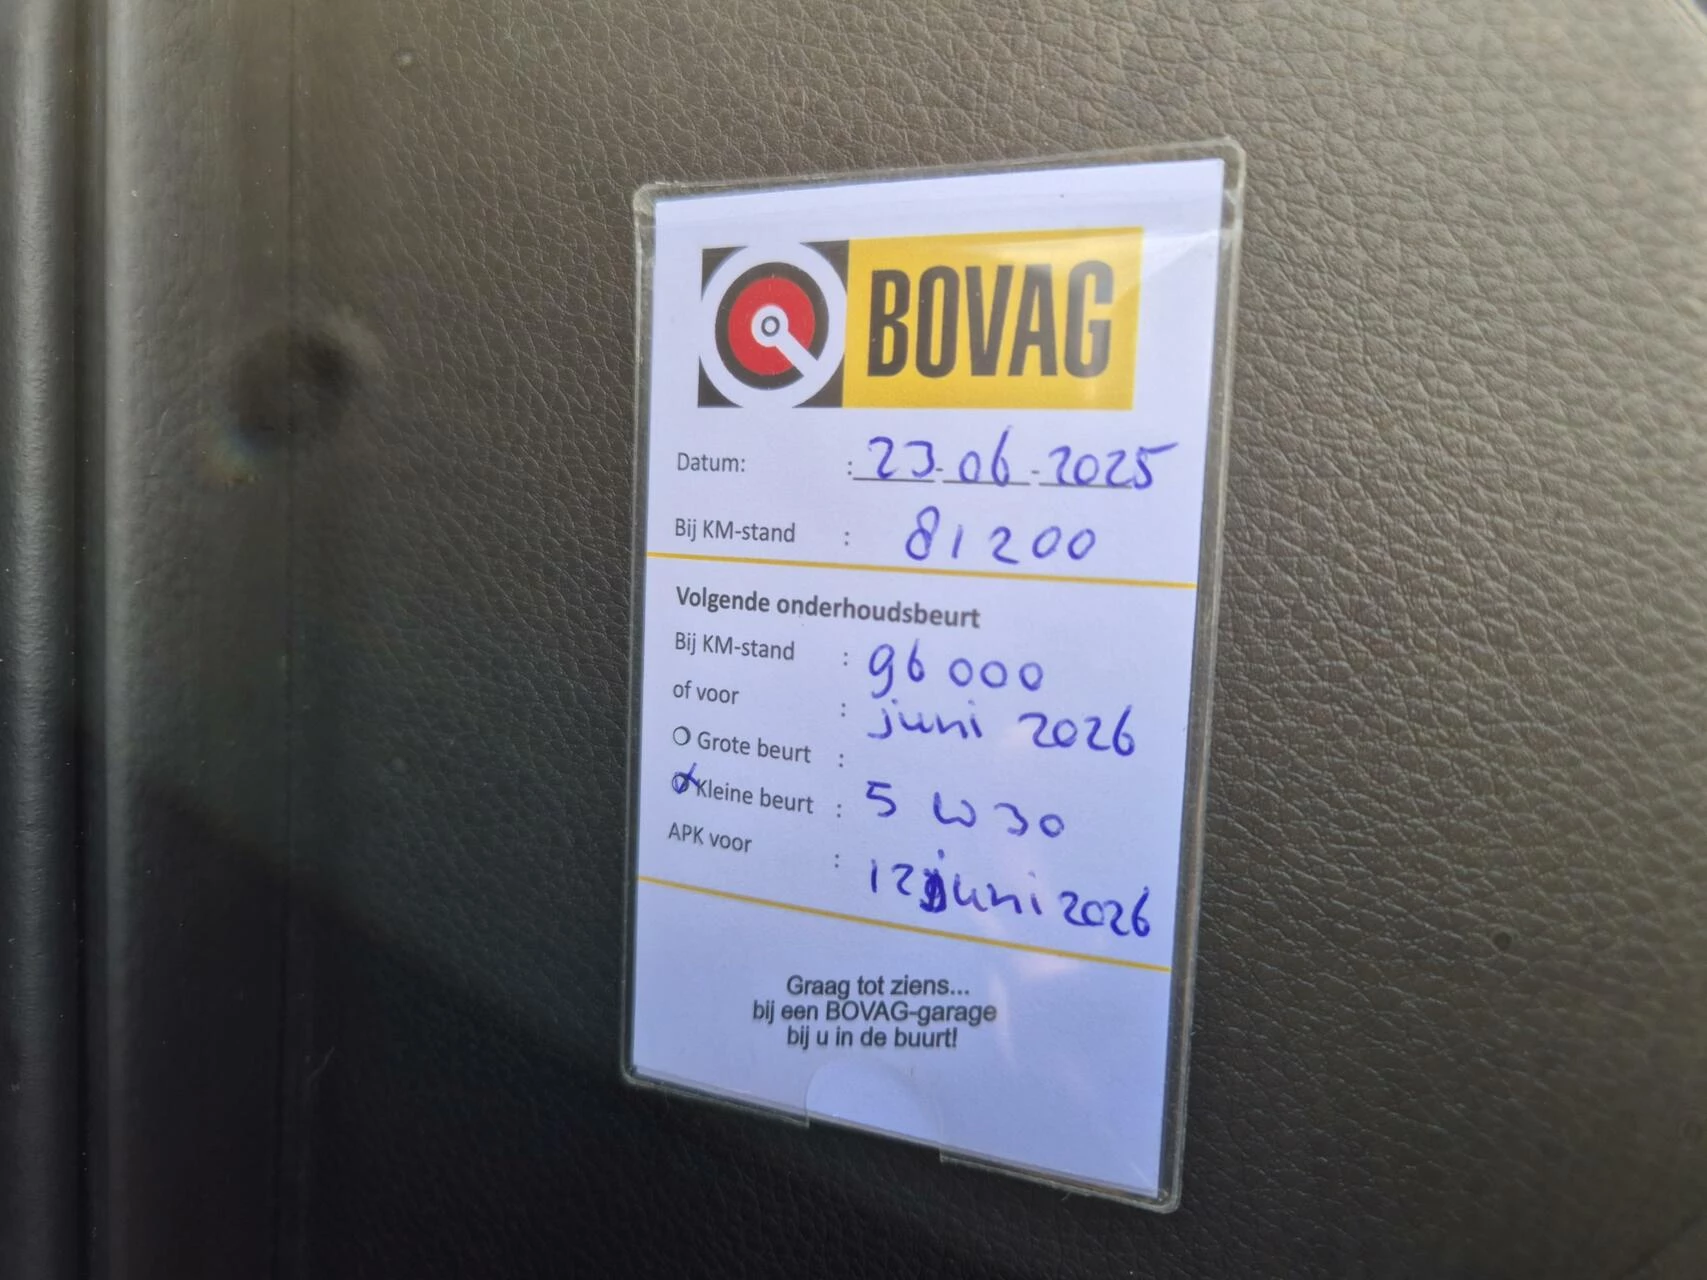 BOVAG
Datum: : 23-06-2025
Bij KM-stand : 81200
Volgende onderhoudsbeurt
Bij KM-stand : 96000
of voor : juni 2026
Grote beurt :
Kleine beurt : 5 W 30
APK voor : 12 juni 2026
Graag tot ziens...
bij een BOVAG-garage
bij u in de buurt!